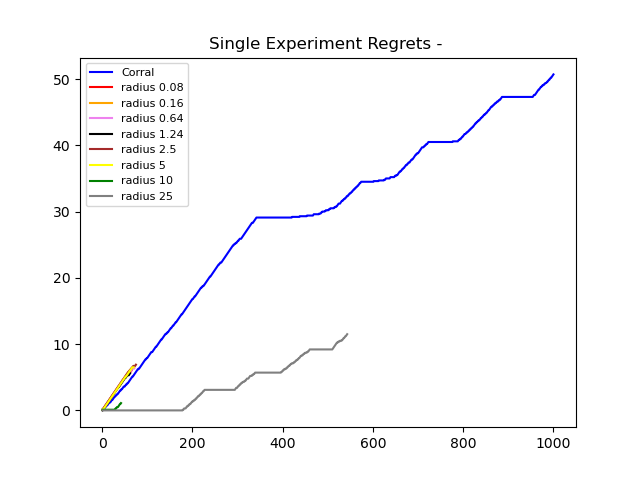 Single Experiment Regrets -
50
40
30
20
10
0
Corral
radius 0.08
radius 0.16
radius 0.64
radius 1.24
radius 2.5
radius 5
radius 10
radius 25
0 200 400 600 800 1000